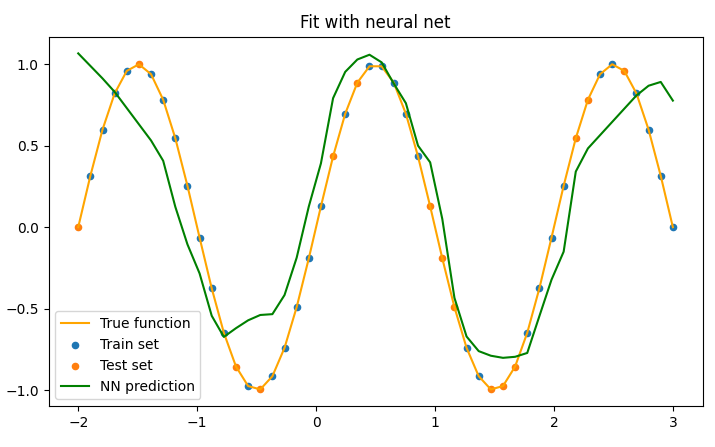 Fit with neural net
1.0
0.5
0.0
−0.5
−1.0
True function
Train set
Test set
NN prediction
−2 −1 0 1 2 3